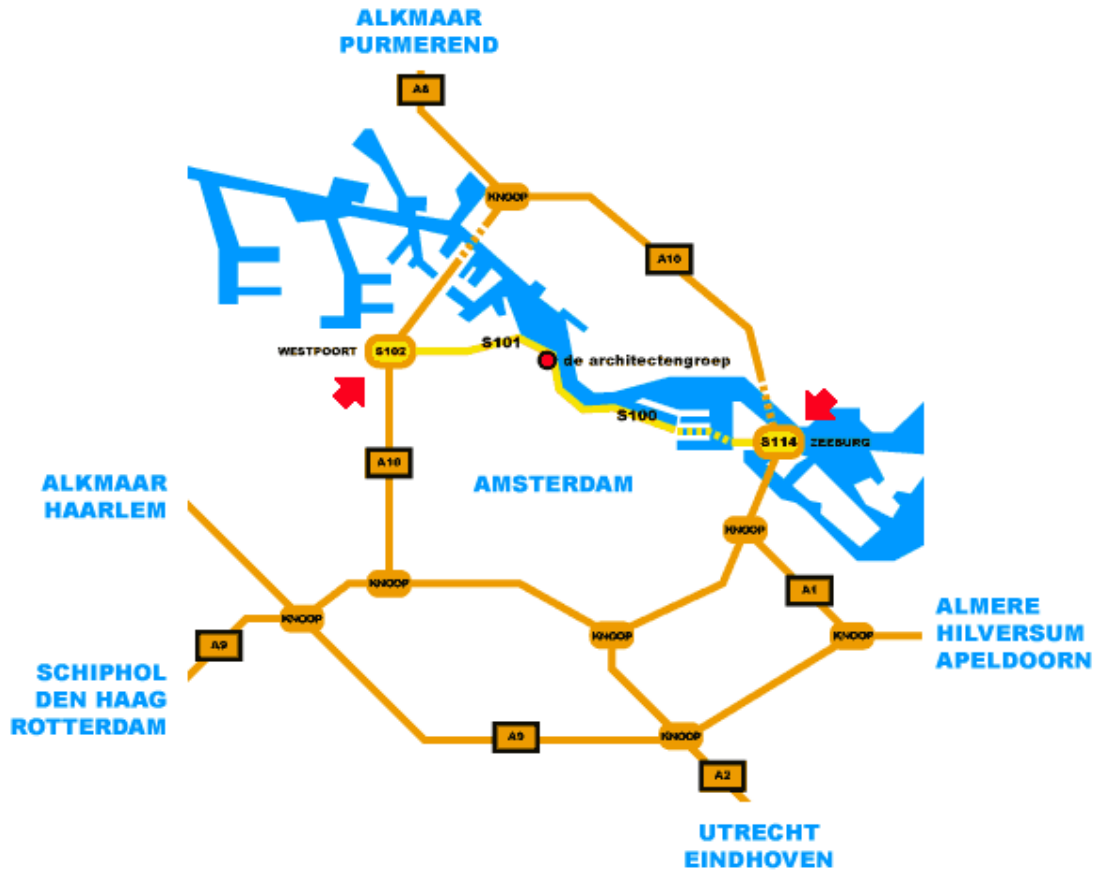 ALKMAAR
PURMEREND
A8
KNOOP
A10
S101
WESTPOORT
S102
de architectengroep
S100
S114
ZEEBURG
A10
ALKMAAR
HAARLEM
AMSTERDAM
KNOOP
KNOOP
A1
KNOOP
ALMERE
HILVERSUM
APELDOORN
KNOOP
KNOOP
A9
SCHIPHOL
DEN HAAG
ROTTERDAM
A9
KNOOP
A2
UTRECHT
EINDHOVEN